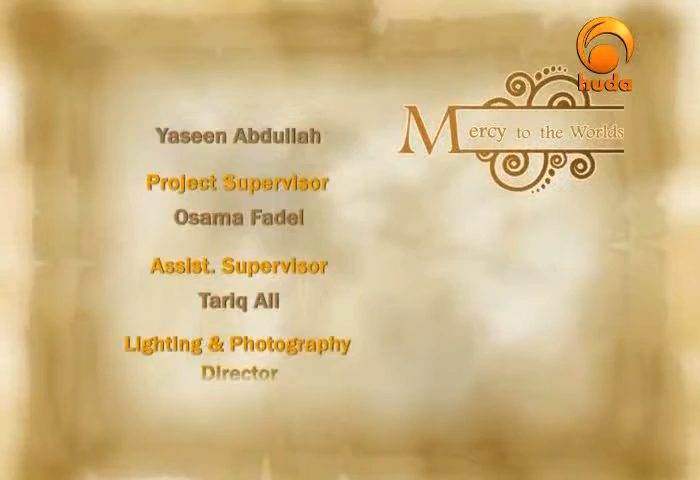 huda
Mercy to the Worlds
Yaseen Abdullah
Project Supervisor
Osama Fadel
Assist. Supervisor
Tariq Ali
Lighting & Photography
Director